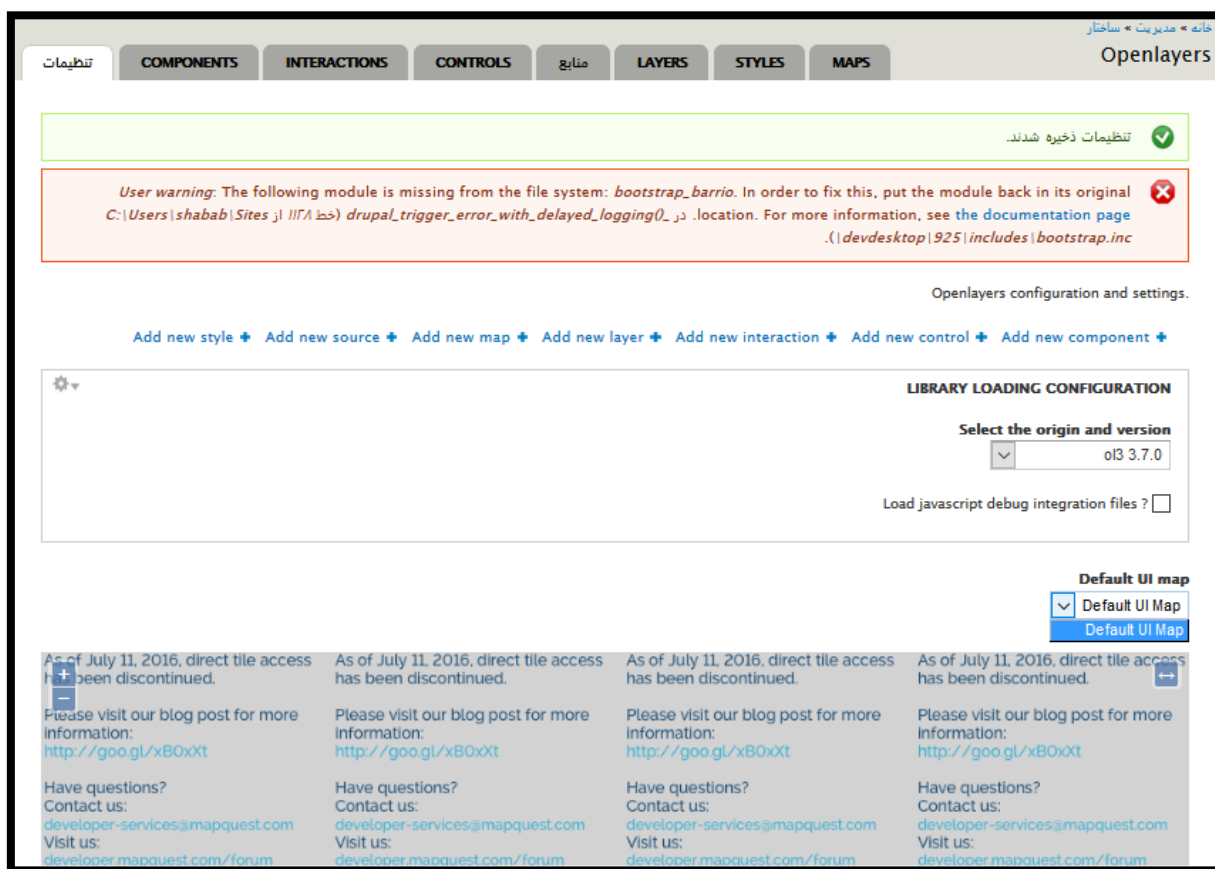 خانه » مدیریت » ساختار
Openlayers
تنظیمات COMPONENTS INTERACTIONS CONTROLS منابع LAYERS STYLES MAPS
تنظیمات ذخیره شدند.
User warning: The following module is missing from the file system: bootstrap_barrio. In order to fix this, put the module back in its original
location. For more information, see the documentation page. در _drupal_trigger_error_with_delayed_logging() (خط ۱۱۲۸ از C:\Users\shabab\Sites
\devdesktop\925\includes\bootstrap.inc).
Openlayers configuration and settings.
Add new style Add new source Add new map Add new layer Add new interaction Add new control Add new component
LIBRARY LOADING CONFIGURATION
Select the origin and version
ol3 3.7.0
Load javascript debug integration files ?
Default UI map
Default UI Map
Default UI Map
As of July 11, 2016, direct tile access As of July 11, 2016, direct tile access As of July 11, 2016, direct tile access As of July 11, 2016, direct tile access
has been discontinued. has been discontinued. has been discontinued. has been discontinued.
Please visit our blog post for more Please visit our blog post for more Please visit our blog post for more Please visit our blog post for more
information: information: information: information:
http://goo.gl/xBOxXt http://goo.gl/xBOxXt http://goo.gl/xBOxXt http://goo.gl/xBOxXt
Have questions? Have questions? Have questions? Have questions?
Contact us: Contact us: Contact us: Contact us:
developer-services@mapquest.com developer-services@mapquest.com developer-services@mapquest.com developer-services@mapquest.com
Visit us: Visit us: Visit us: Visit us:
developer.mapquest.com/forum developer.mapquest.com/forum developer.mapquest.com/forum developer.mapquest.com/forum